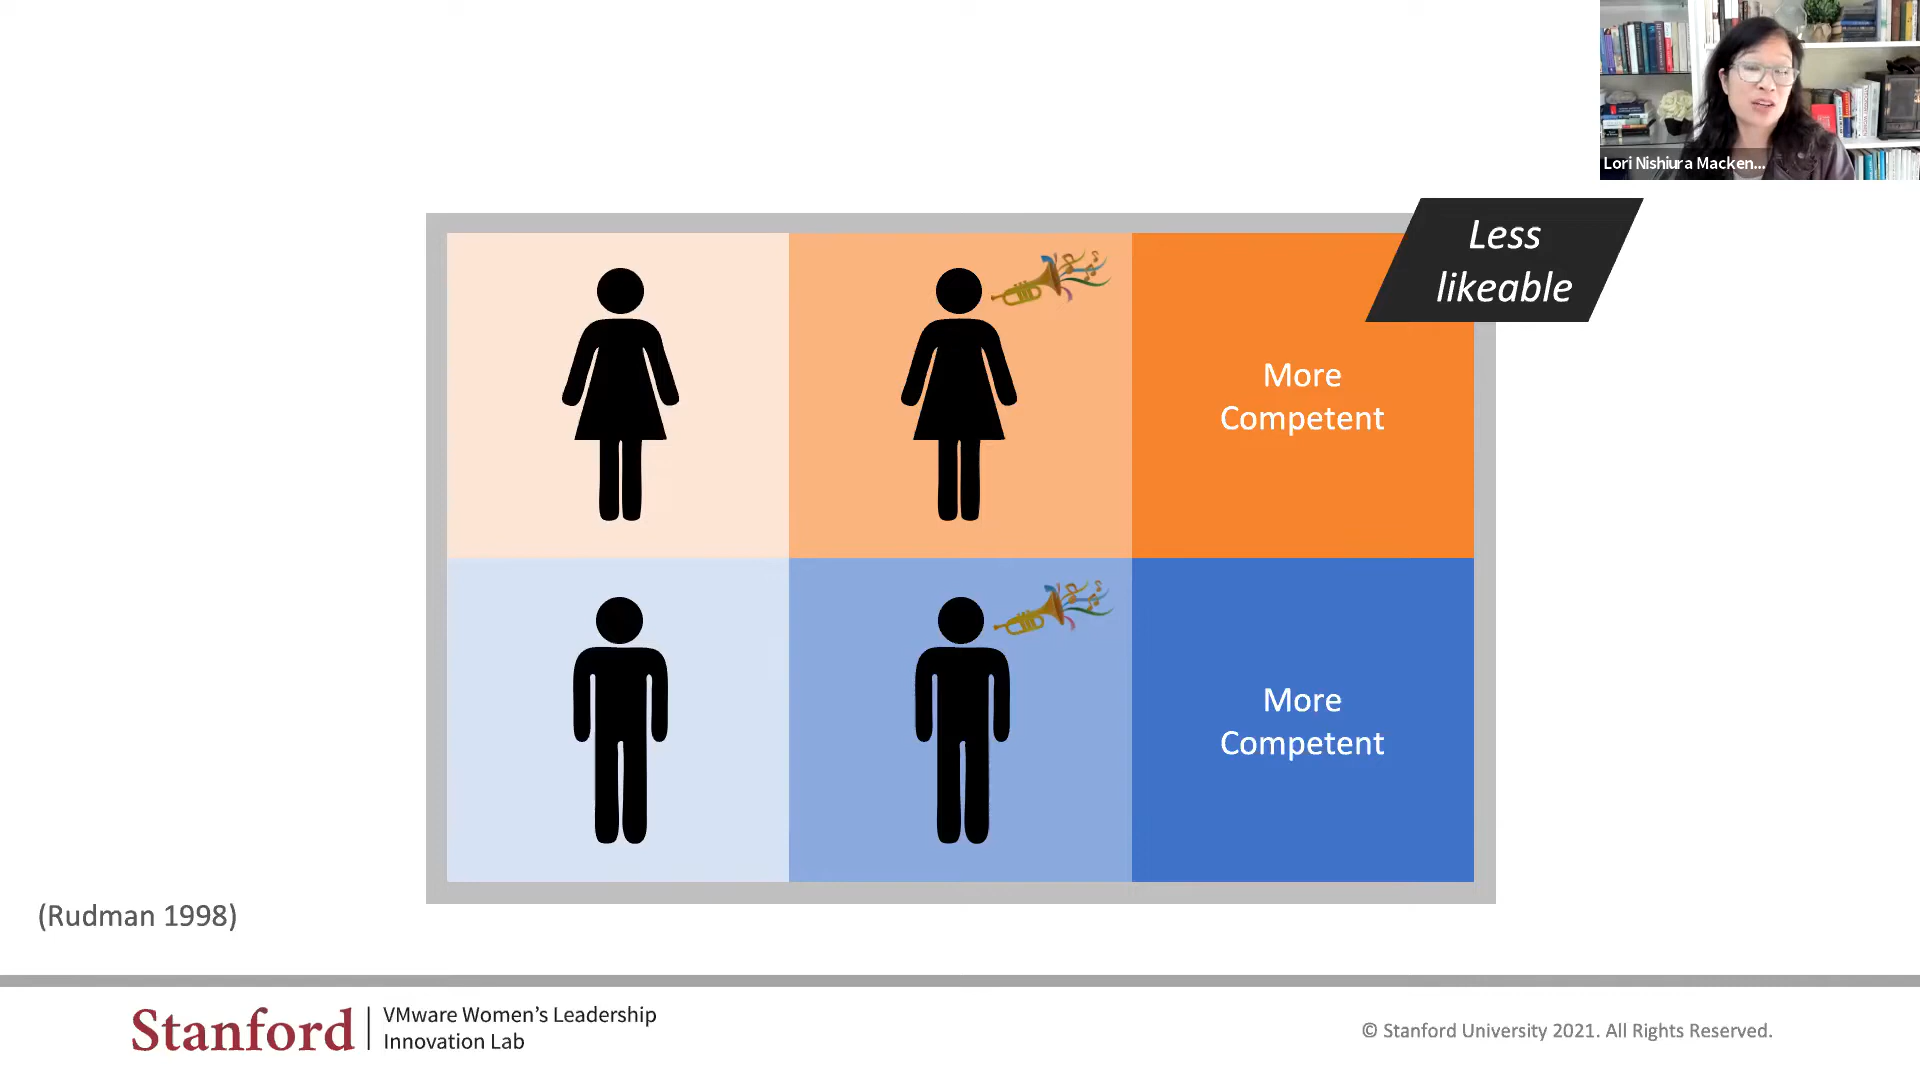 Lori Nishiura Macken...
Less
likeable
More
Competent
More
Competent
(Rudman 1998)
Stanford
VMware Women's Leadership
Innovation Lab
© Stanford University 2021. All Rights Reserved.